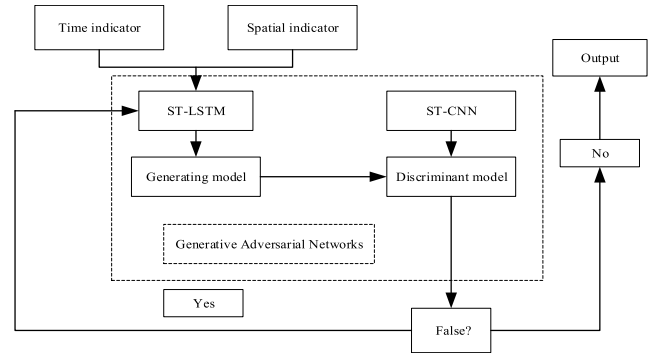 Time indicator
Spatial indicator
Output
ST-LSTM
ST-CNN
No
Generating model
Discriminant model
Generative Adversarial Networks
Yes
False?